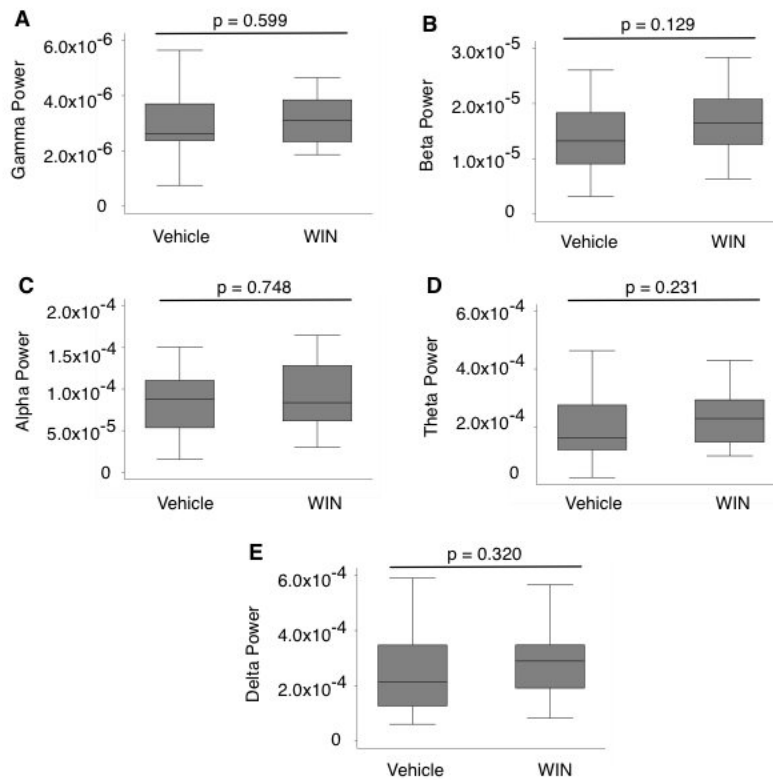 A
p = 0.599
6.0x10-6
4.0x10-6
2.0x10-6
0
Gamma Power
Vehicle WIN
B
p = 0.129
3.0x10-5
2.0x10-5
1.0x10-5
0
Beta Power
Vehicle WIN
C
p = 0.748
2.0x10-4
1.5x10-4
1.0x10-4
5.0x10-5
0
Alpha Power
Vehicle WIN
D
p = 0.231
6.0x10-4
4.0x10-4
2.0x10-4
0
Theta Power
Vehicle WIN
E
p = 0.320
6.0x10-4
4.0x10-4
2.0x10-4
0
Delta Power
Vehicle WIN